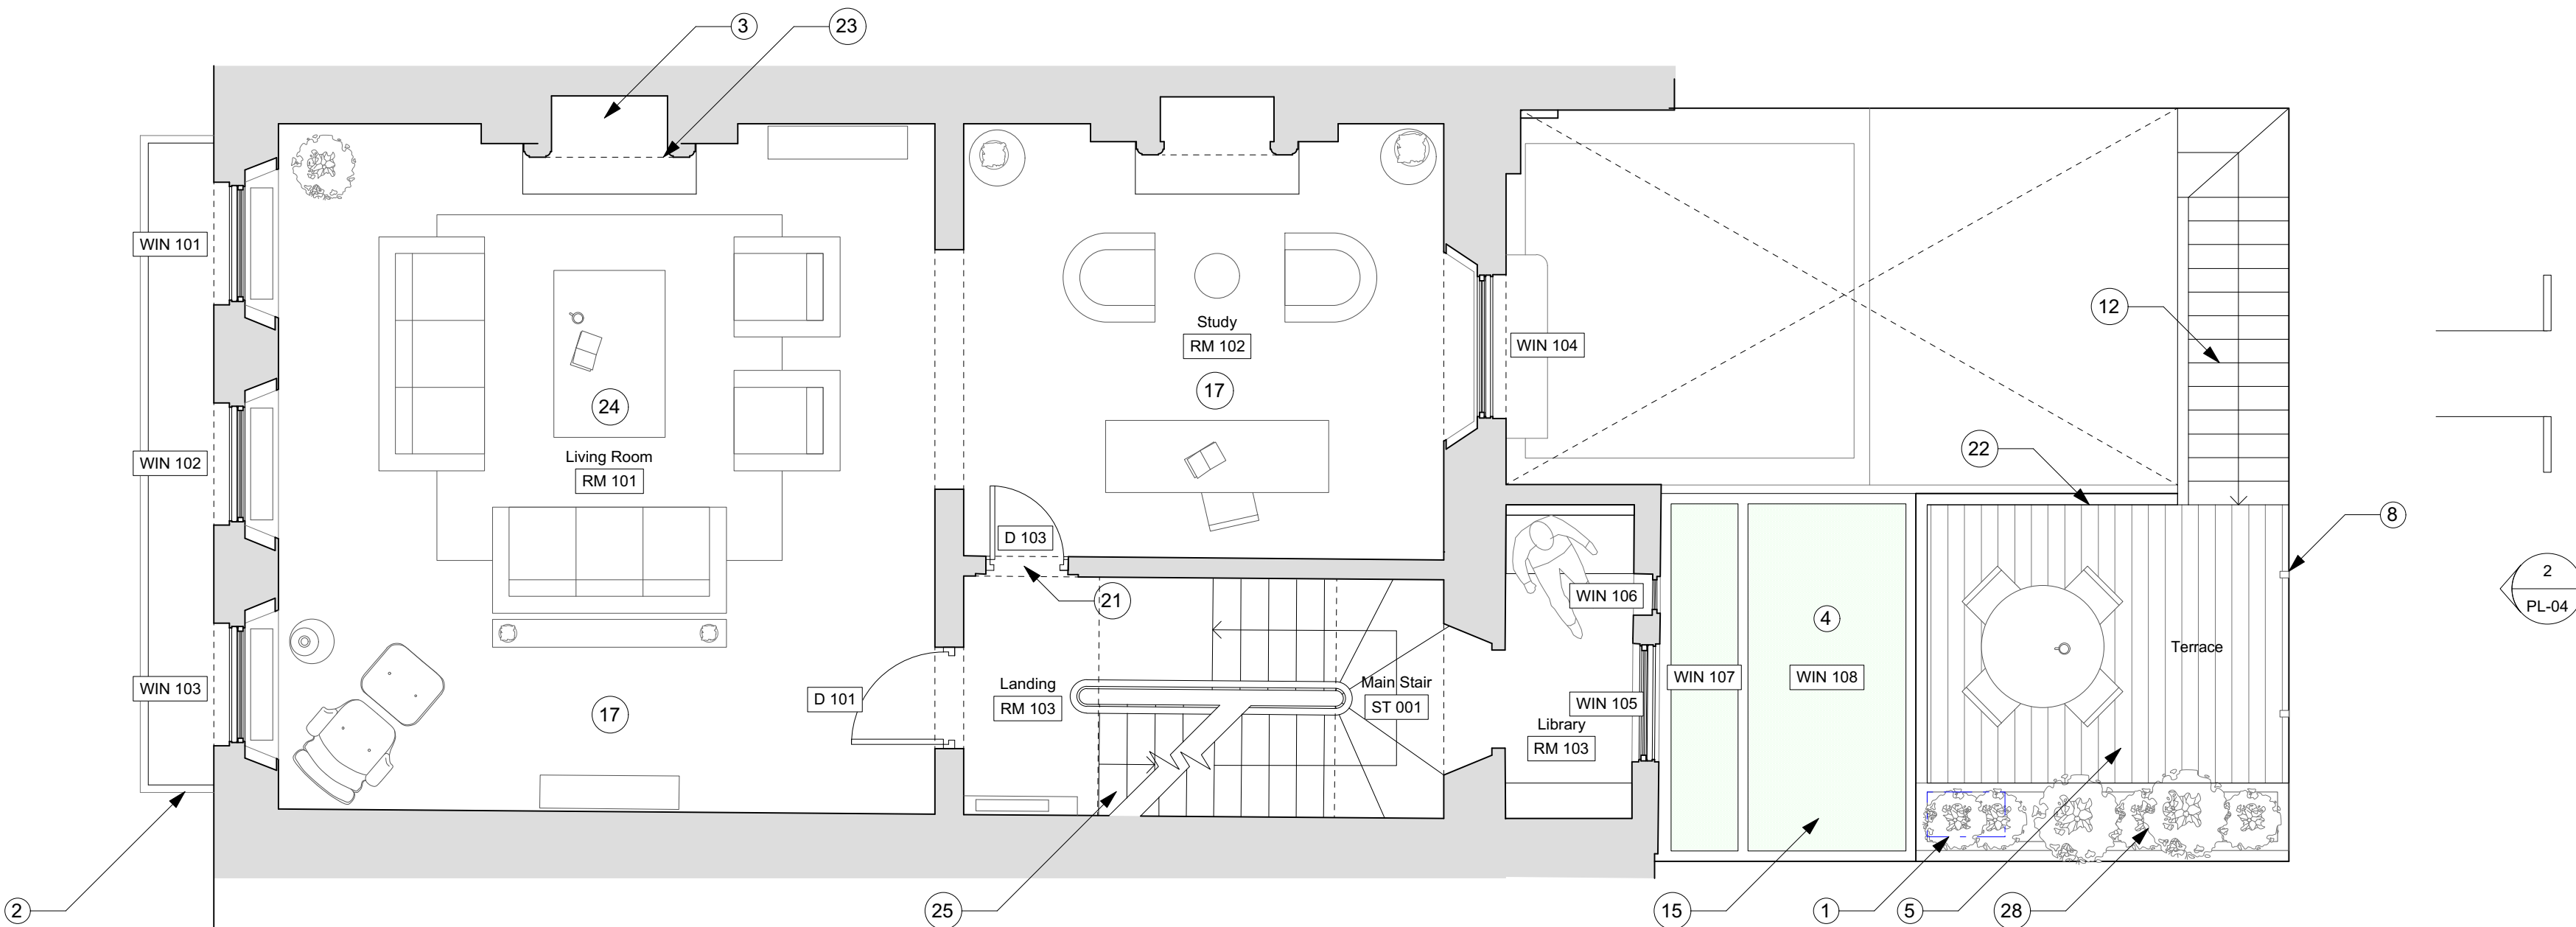 3
23
WIN 101
WIN 102
WIN 103
24
Living Room
RM 101
17
D 101
Study
RM 102
17
D 103
21
WIN 104
Landing
RM 103
Main Stair
ST 001
WIN 106
WIN 105
Library
RM 103
WIN 107
4
WIN 108
12
22
8
Terrace
2
PL-04
2
25
15
1
5
28